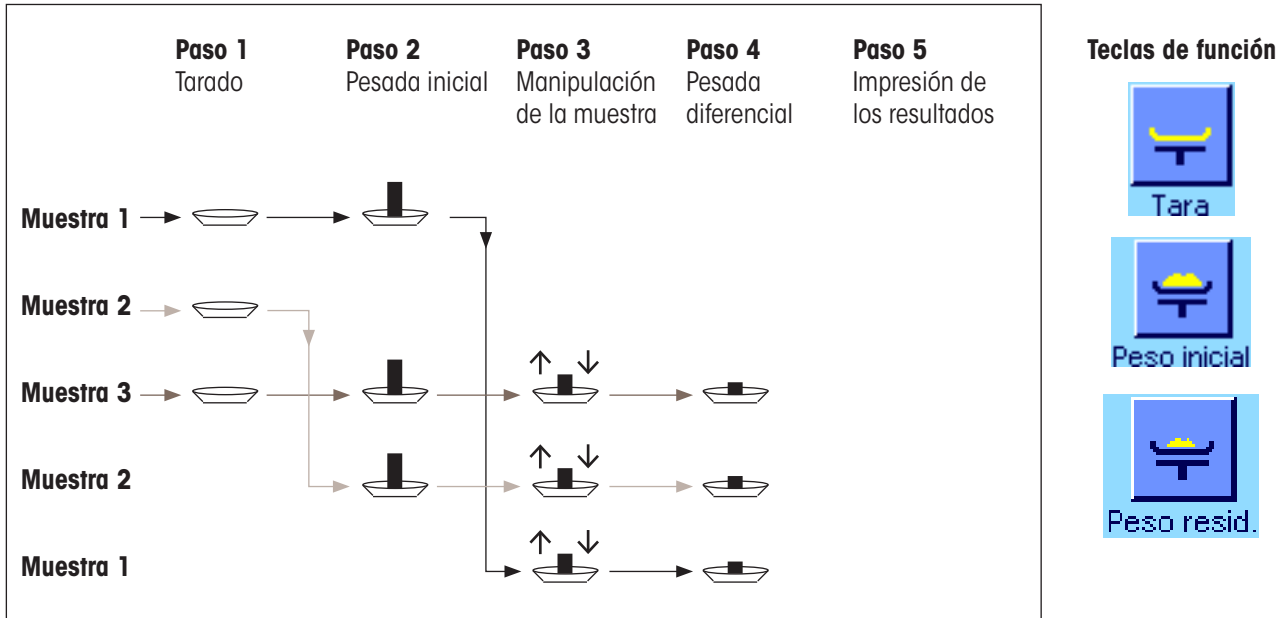 Paso 1
Tarado
Paso 2
Pesada inicial
Paso 3
Manipulación
de la muestra
Paso 4
Pesada
diferencial
Paso 5
Impresión de
los resultados
Teclas de función
Muestra 1
Muestra 2
Muestra 3
Muestra 2
Muestra 1
Tara
Peso inicial
Peso resid.